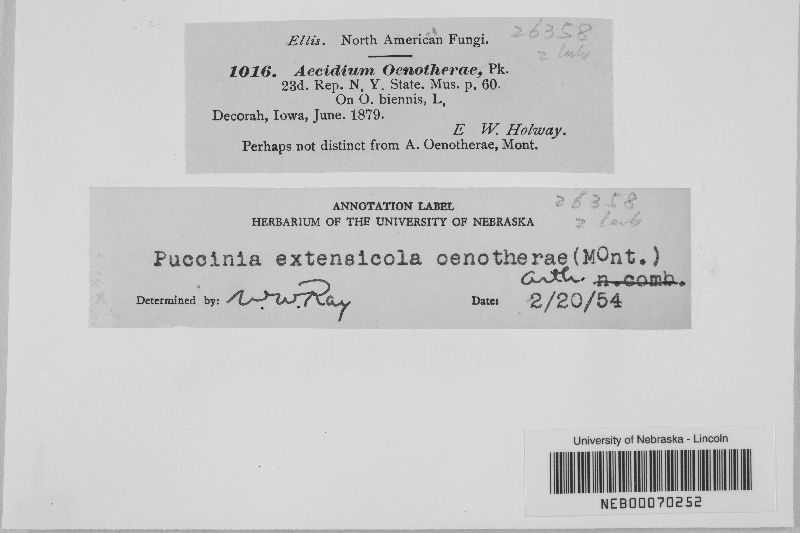 Ellis. North American Fungi.
26358
2 lab
1016. Aecidium Oenotherae, Pk.
23d. Rep. N, Y. State. Mus. p. 60.
On O. biennis, L,
Decorah, Iowa, June. 1879.
E W. Holway.
Perhaps not distinct from A. Oenotherae, Mont.
ANNOTATION LABEL
26358
HERBARIUM OF THE UNIVERSITY OF NEBRASKA
2 lab
Puccinia extensicola oenotherae(MOnt.)
Arth. n.comb.
Determined by: W.W.Ray Date: 2/20/54
University of Nebraska - Lincoln
NEB00070252